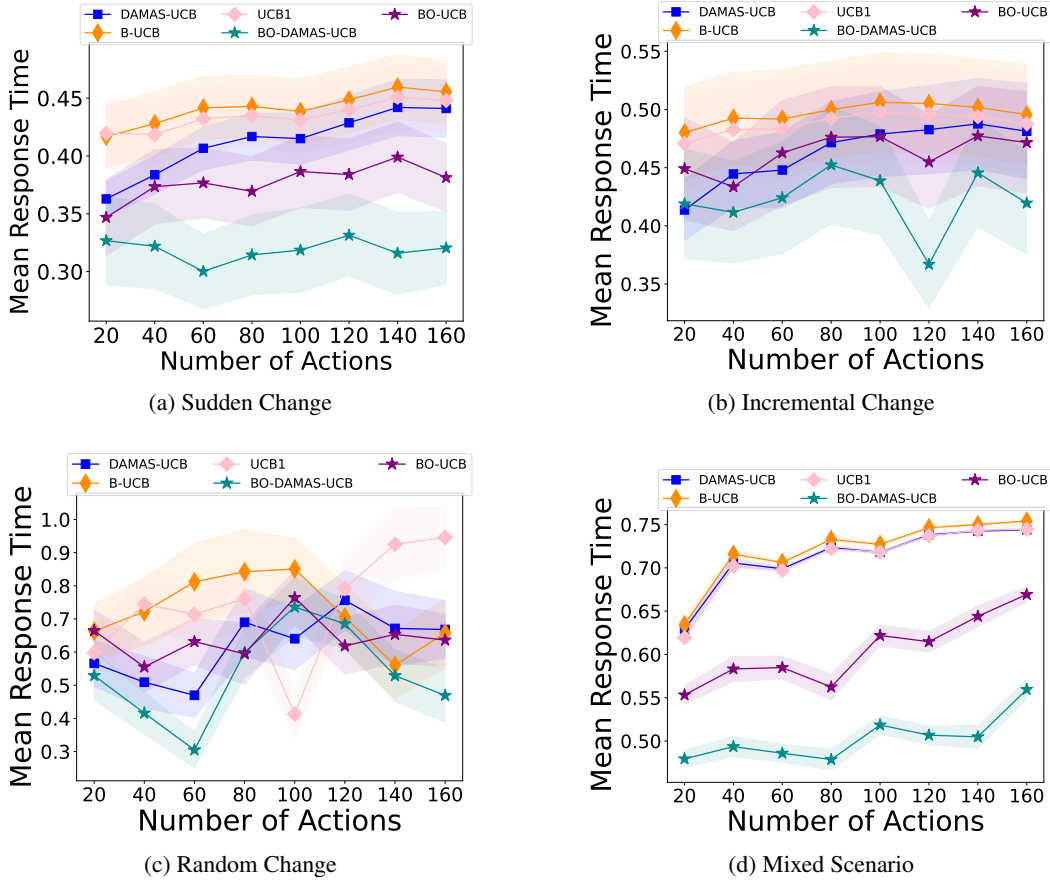 DAMAS-UCB UCB1 BO-UCB
B-UCB BO-DAMAS-UCB
Mean Response Time
0.45
0.40
0.35
0.30
20 40 60 80 100 120 140 160
Number of Actions
(a) Sudden Change
DAMAS-UCB UCB1 BO-UCB
B-UCB BO-DAMAS-UCB
Mean Response Time
0.55
0.50
0.45
0.40
0.35
20 40 60 80 100 120 140 160
Number of Actions
(b) Incremental Change
DAMAS-UCB UCB1 BO-UCB
B-UCB BO-DAMAS-UCB
Mean Response Time
1.0
0.9
0.8
0.7
0.6
0.5
0.4
0.3
20 40 60 80 100 120 140 160
Number of Actions
(c) Random Change
DAMAS-UCB UCB1 BO-UCB
B-UCB BO-DAMAS-UCB
Mean Response Time
0.75
0.70
0.65
0.60
0.55
0.50
20 40 60 80 100 120 140 160
Number of Actions
(d) Mixed Scenario